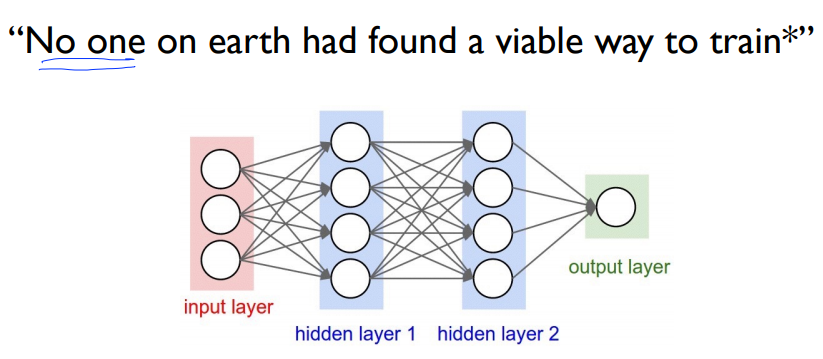 “No one on earth had found a viable way to train*”
input layer
hidden layer 1
hidden layer 2
output layer